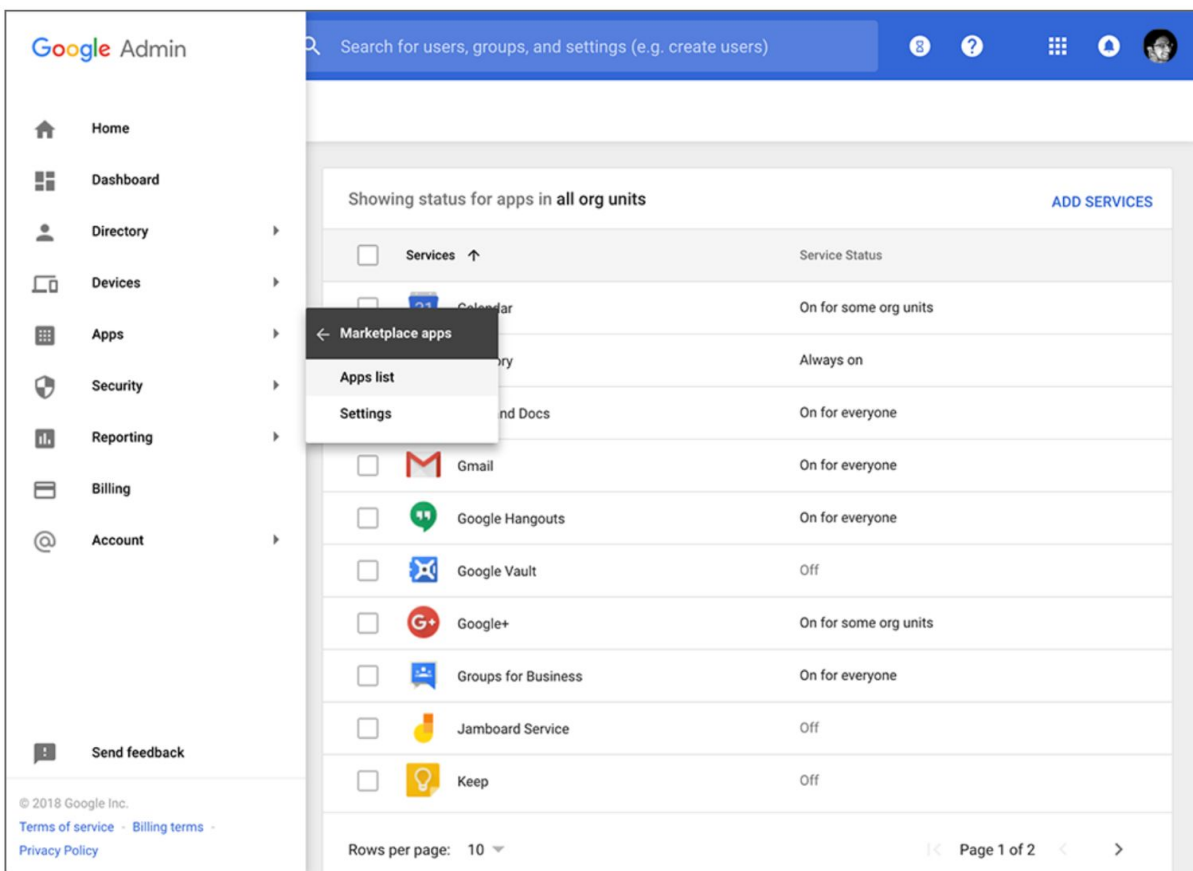 Google Admin
Search for users, groups, and settings (e.g. create users)
8
?
Home
Dashboard
Directory
Devices
Apps
Security
Reporting
Billing
Account
Send feedback
© 2018 Google Inc.
Terms of service - Billing terms -
Privacy Policy
Marketplace apps
Apps list
Settings
Showing status for apps in all org units
ADD SERVICES
Services
Service Status
On for some org units
ory
Always on
nd Docs
On for everyone
Gmail
On for everyone
Google Hangouts
On for everyone
Google Vault
Off
G+
Google+
On for some org units
Groups for Business
On for everyone
Jamboard Service
Off
Keep
Off
Rows per page: 10
Page 1 of 2